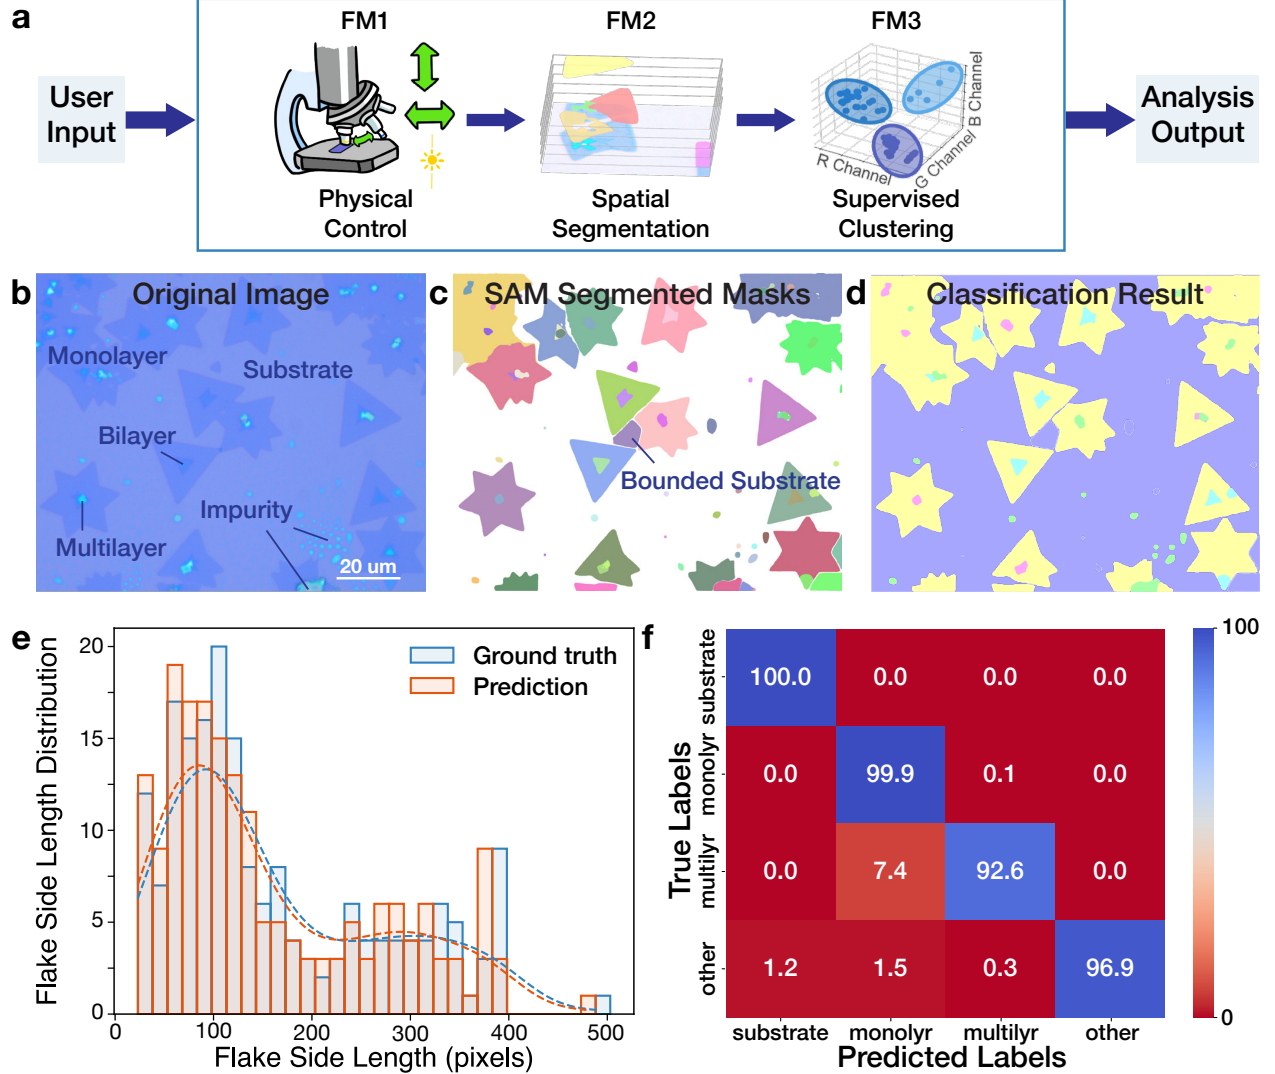 a
FM1
FM2
FM3
User
Input
R Channel
G Channel
B Channel
Analysis
Output
Physical
Control
Spatial
Segmentation
Supervised
Clustering
b
Original Image
Monolayer
Substrate
Bilayer
Impurity
Multilayer
20 um
c
SAM Segmented Masks
Bounded Substrate
d
Classification Result
e
Flake Side Length Distribution
20
15
10
5
0
Ground truth
Prediction
0 100 200 300 400 500
Flake Side Length (pixels)
f
True Labels
substrate
monolyr
multilyr
other
100.0 0.0 0.0 0.0
0.0 99.9 0.1 0.0
0.0 7.4 92.6 0.0
1.2 1.5 0.3 96.9
substrate monolyr multilyr other
Predicted Labels
100
0